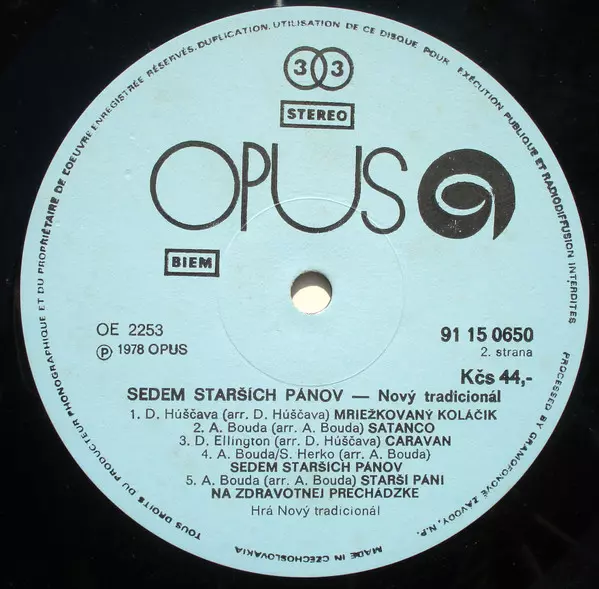 TOUS DROITS DU PRODUCTEUR PHONOGRAPHIQUE ET DU PROPRIÉTAIRE DE L'OEUVRE ENREGISTRÉE RÉSERVÉS. DUPLICATION. UTILISATION DE CE DISQUE POUR EXÉCUTION PUBLIQUE ET RADIODIFFUSION INTERDITES
33
STEREO
OPUS
BIEM
OE 2253
91 15 0650
Ⓟ 1978 OPUS
2. strana
Kčs 44,-
SEDEM STARŠÍCH PÁNOV — Nový tradicionál
1. D. Húščava (arr. D. Húščava) MRIEŽKOVANÝ KOLÁČIK
2. A. Bouda (arr. A. Bouda) SATANCO
3. D. Ellington (arr. D. Húščava) CARAVAN
4. A. Bouda/S. Herko (arr. A. Bouda)
SEDEM STARŠÍCH PÁNOV
5. A. Bouda (arr. A. Bouda) STARŠÍ PÁNI
NA ZDRAVOTNEJ PRECHÁDZKE
Hrá Nový tradicionál
MADE IN CZECHOSLOVAKIA
PROCESSED BY GRAMOFONOVÉ ZÁVODY, N.P.